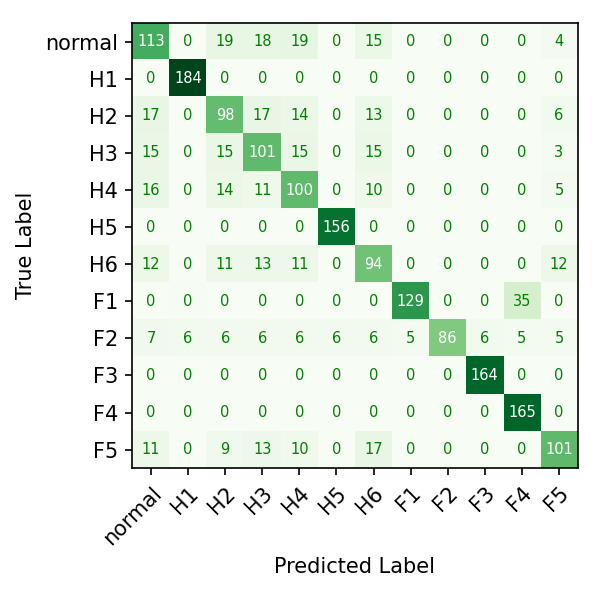 normal 113 0 19 18 19 0 15 0 0 0 0 4
H1 0 184 0 0 0 0 0 0 0 0 0 0
H2 17 0 98 17 14 0 13 0 0 0 0 6
H3 15 0 15 101 15 0 15 0 0 0 0 3
H4 16 0 14 11 100 0 10 0 0 0 0 5
H5 0 0 0 0 0 156 0 0 0 0 0 0
H6 12 0 11 13 11 0 94 0 0 0 0 12
F1 0 0 0 0 0 0 0 129 0 0 35 0
F2 7 6 6 6 6 6 6 5 86 6 5 5
F3 0 0 0 0 0 0 0 0 0 164 0 0
F4 0 0 0 0 0 0 0 0 0 0 165 0
F5 11 0 9 13 10 0 17 0 0 0 0 101
normal H1 H2 H3 H4 H5 H6 F1 F2 F3 F4 F5
Predicted Label
True Label